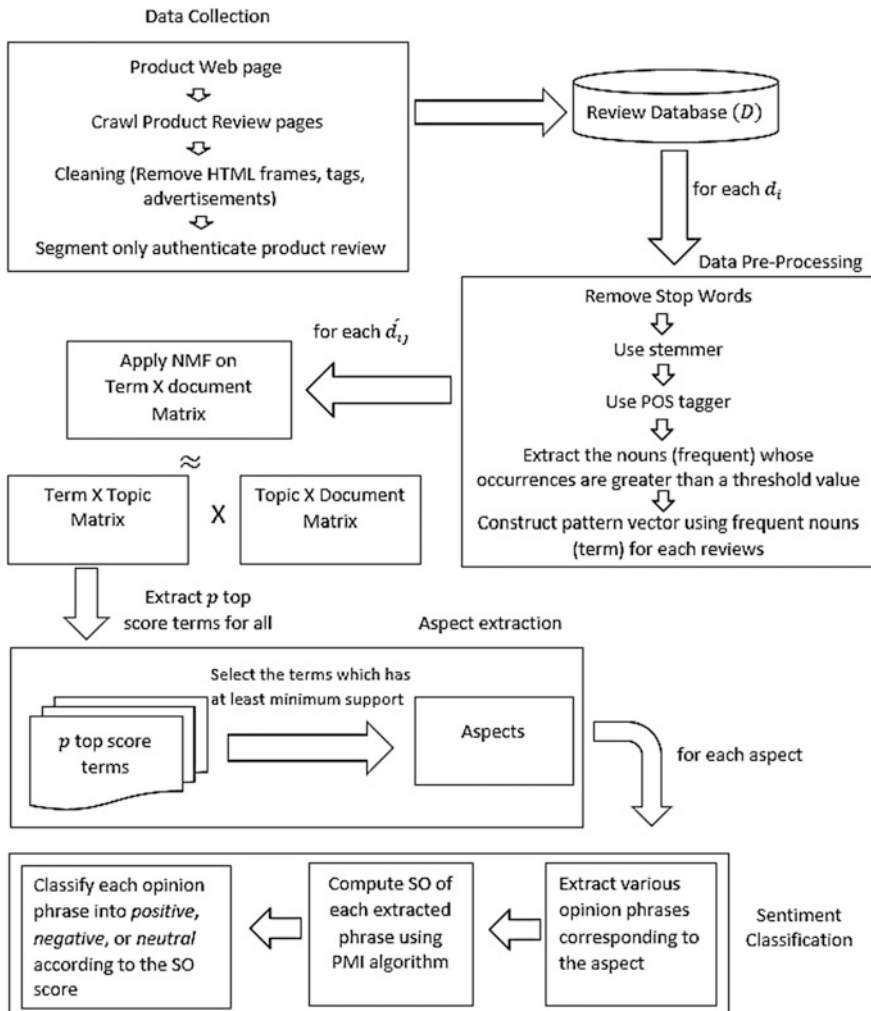 Data Collection
Product Web page
Crawl Product Review pages
Cleaning (Remove HTML frames, tags,
advertisements)
Segment only authenticate product review
Review Database (D)
for each dᵢ
Data Pre-Processing
Remove Stop Words
Use stemmer
Use POS tagger
Extract the nouns (frequent) whose
occurrences are greater than a threshold value
Construct pattern vector using frequent nouns
(term) for each reviews
for each d́ᵢⱼ
Apply NMF on
Term X document
Matrix
≈
Term X Topic
Matrix
X
Topic X Document
Matrix
Extract p top
score terms for all
Aspect extraction
Select the terms which has
at least minimum support
p top score
terms
Aspects
for each aspect
Classify each opinion
phrase into positive,
negative, or neutral
according to the SO
score
Compute SO of
each extracted
phrase using
PMI algorithm
Extract various
opinion phrases
corresponding to
the aspect
Sentiment
Classification